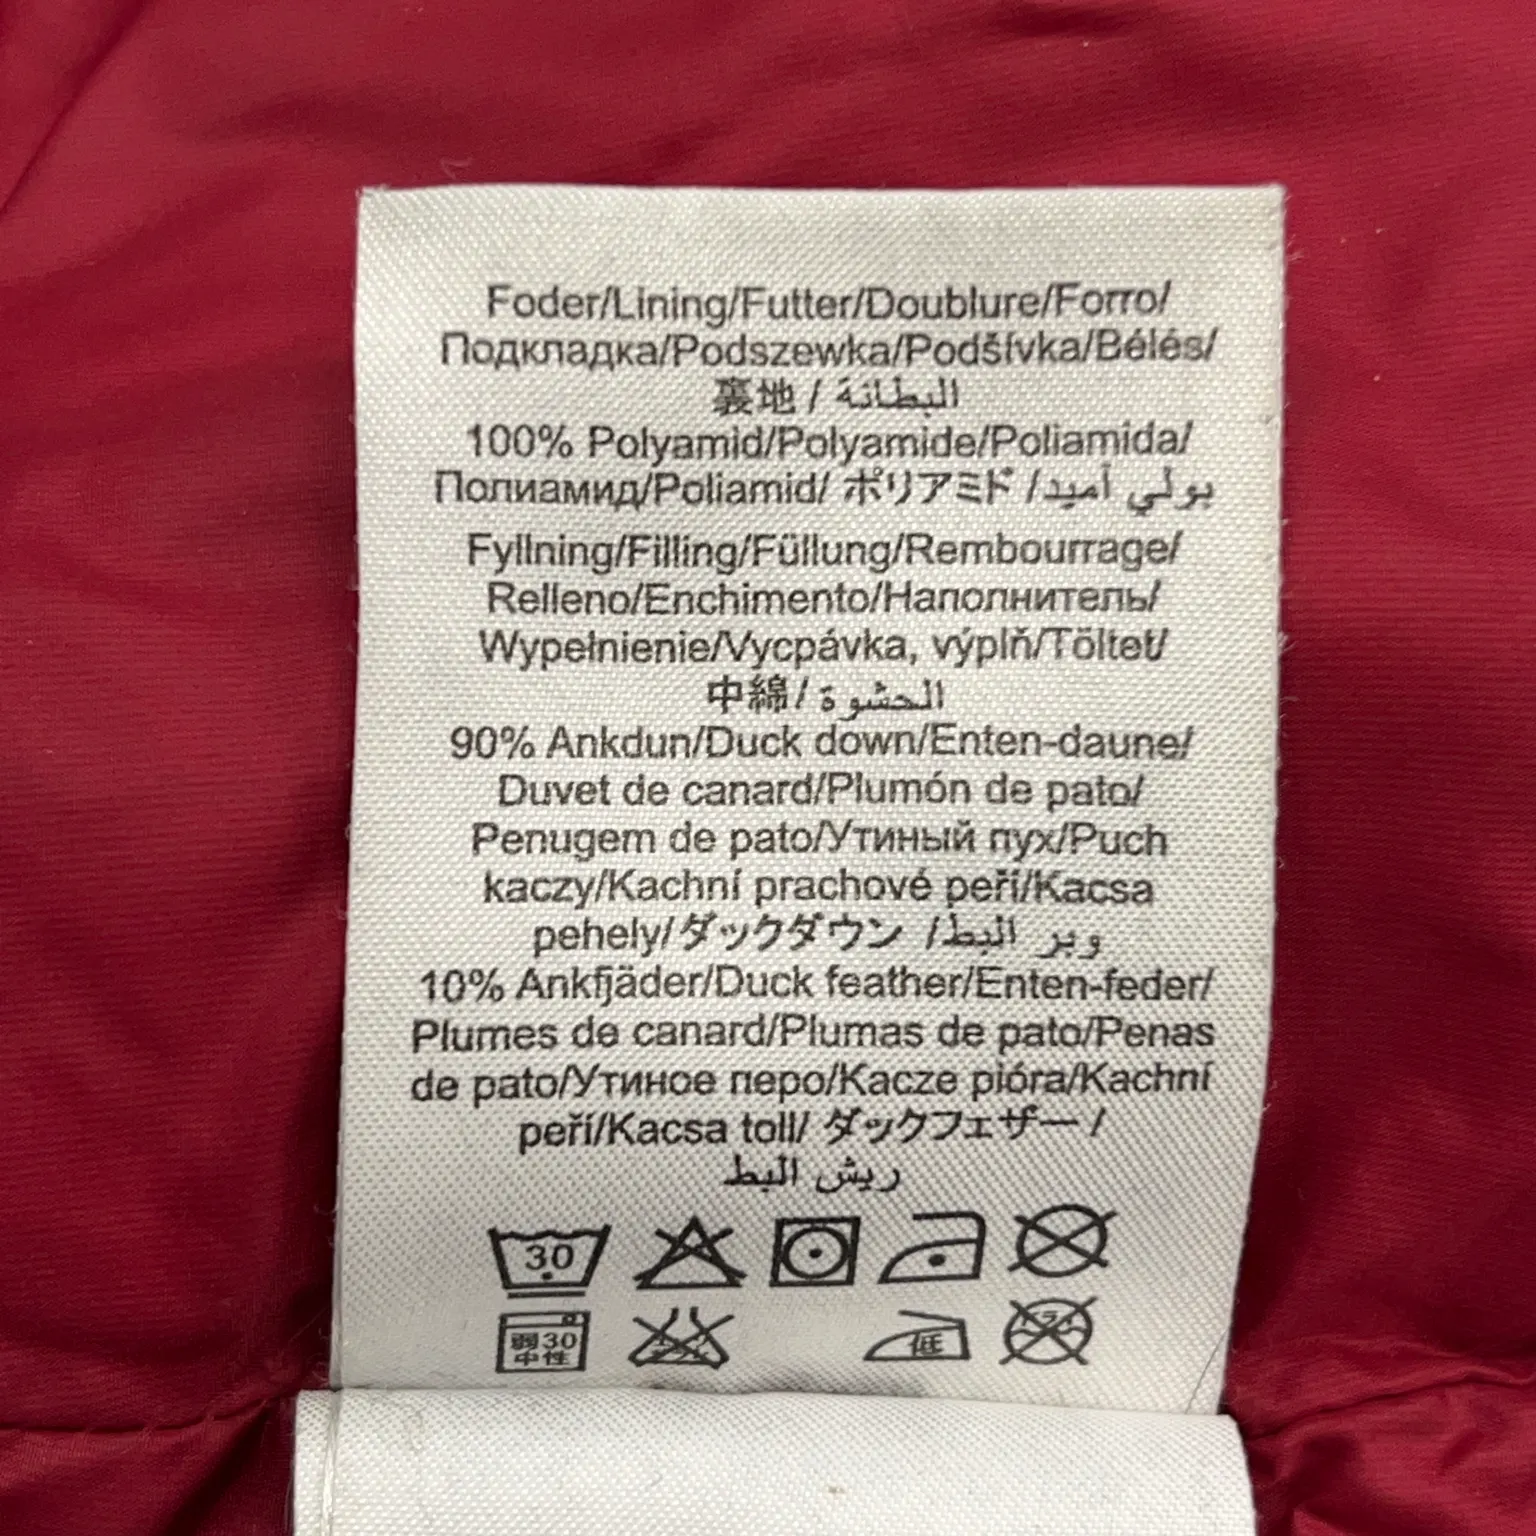 Foder/Lining/Futter/Doublure/Forro/
Подкладка/Podszewka/Podšívka/Bélés/
裏地 / البطانة
100% Polyamid/Polyamide/Poliamida/
Полиамид/Poliamid/ ポリアミド /بولي أميد
Fyllning/Filling/Füllung/Rembourrage/
Relleno/Enchimento/Наполнитель/
Wypełnienie/Vycpávka, výplň/Töltet/
中綿/ الحشوة
90% Ankdun/Duck down/Enten-daune/
Duvet de canard/Plumón de pato/
Penugem de pato/Утиный пух/Puch
kaczy/Kachní prachové peří/Kacsa
pehely/ダックダウン /وبر البط
10% Ankfjäder/Duck feather/Enten-feder/
Plumes de canard/Plumas de pato/Penas
de pato/Утиное перо/Kacze pióra/Kachní
peří/Kacsa toll/ ダックフェザー /
ريش البط
30
弱30 低
中性